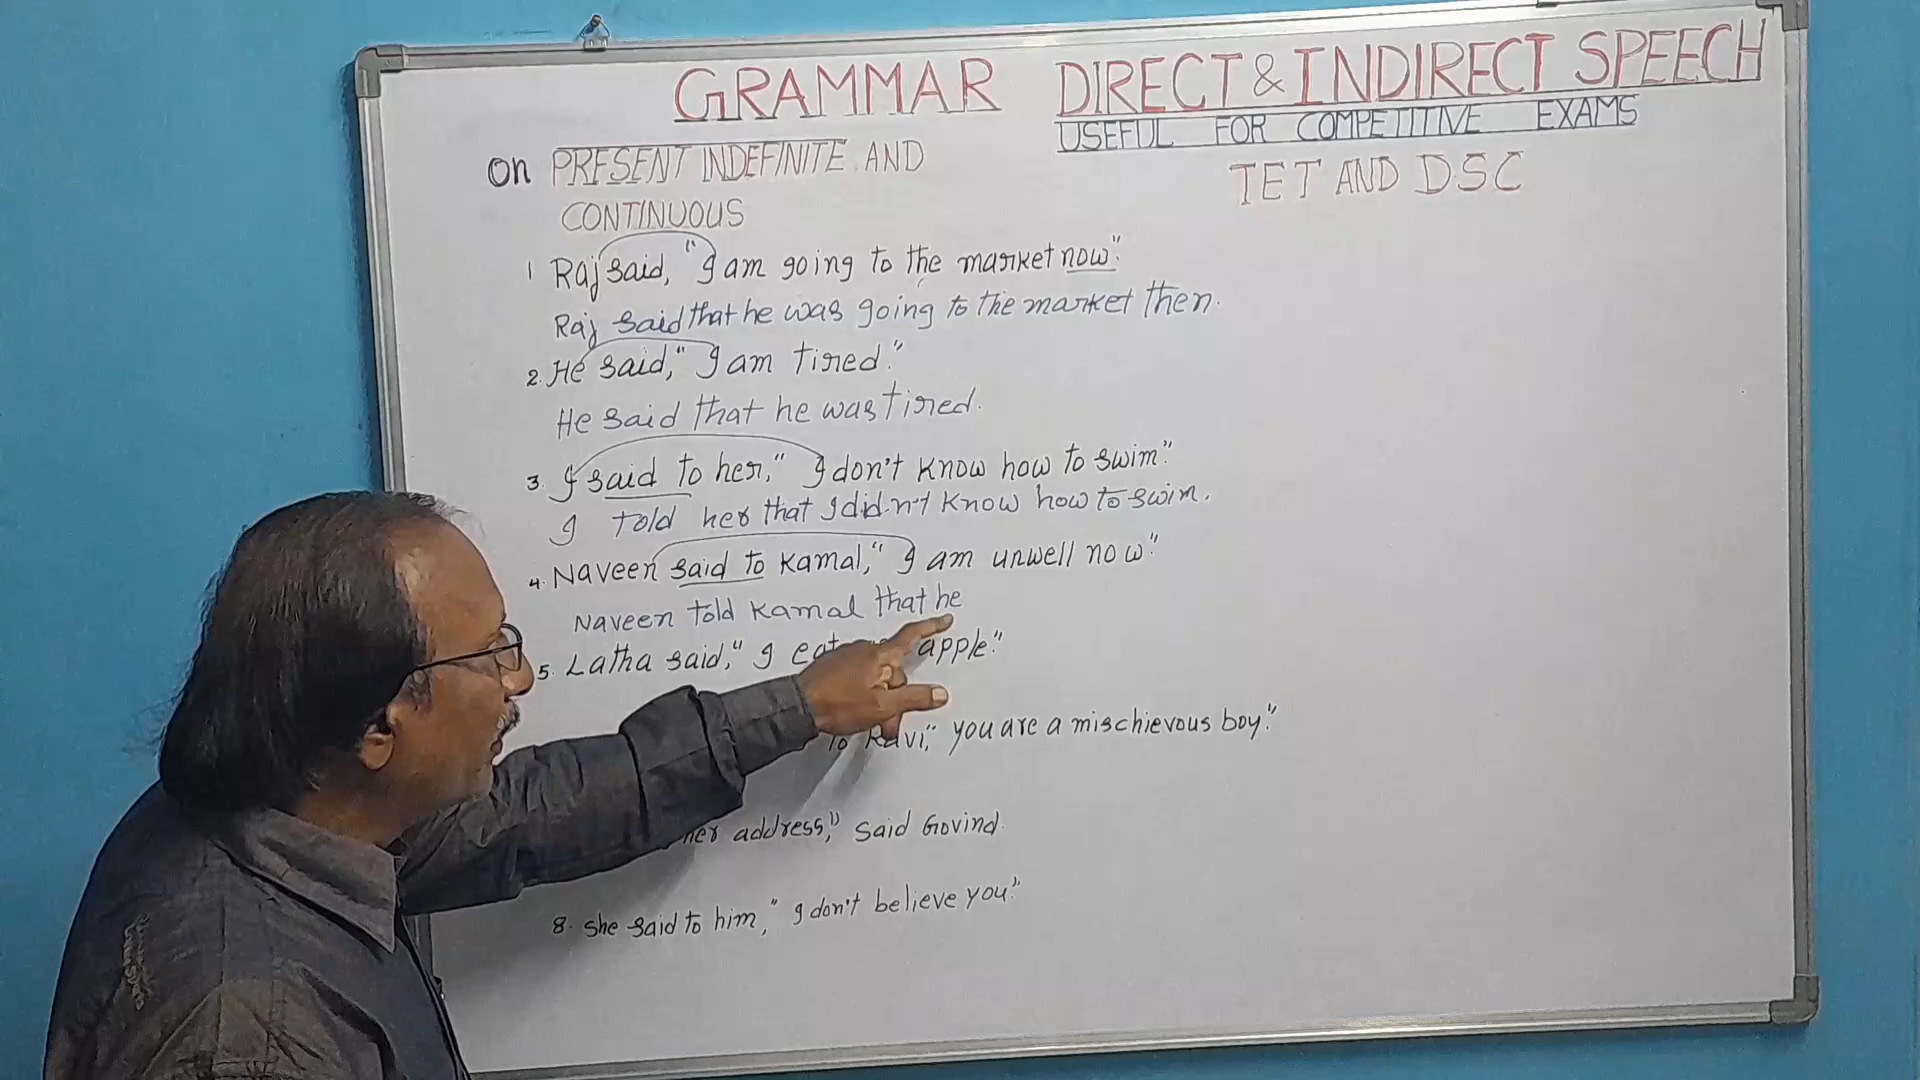 GRAMMAR DIRECT & INDIRECT SPEECH
USEFUL FOR COMPETITIVE EXAMS
on PRESENT INDEFINITE AND
CONTINUOUS
TET AND DSC
1 Raj said, "I am going to the market now".
Raj said that he was going to the market then.
2. He said, "I am tired."
He said that he was tired.
3. I said to her, "I don't know how to swim".
I told her that I didn't know how to swim.
4. Naveen said to Kamal, "I am unwell now".
Naveen told Kamal that he
5. Latha said, "I eat apple."
to Ravi, "you are a mischievous boy."
her address," said Govind.
8. She said to him, "I don't believe you."